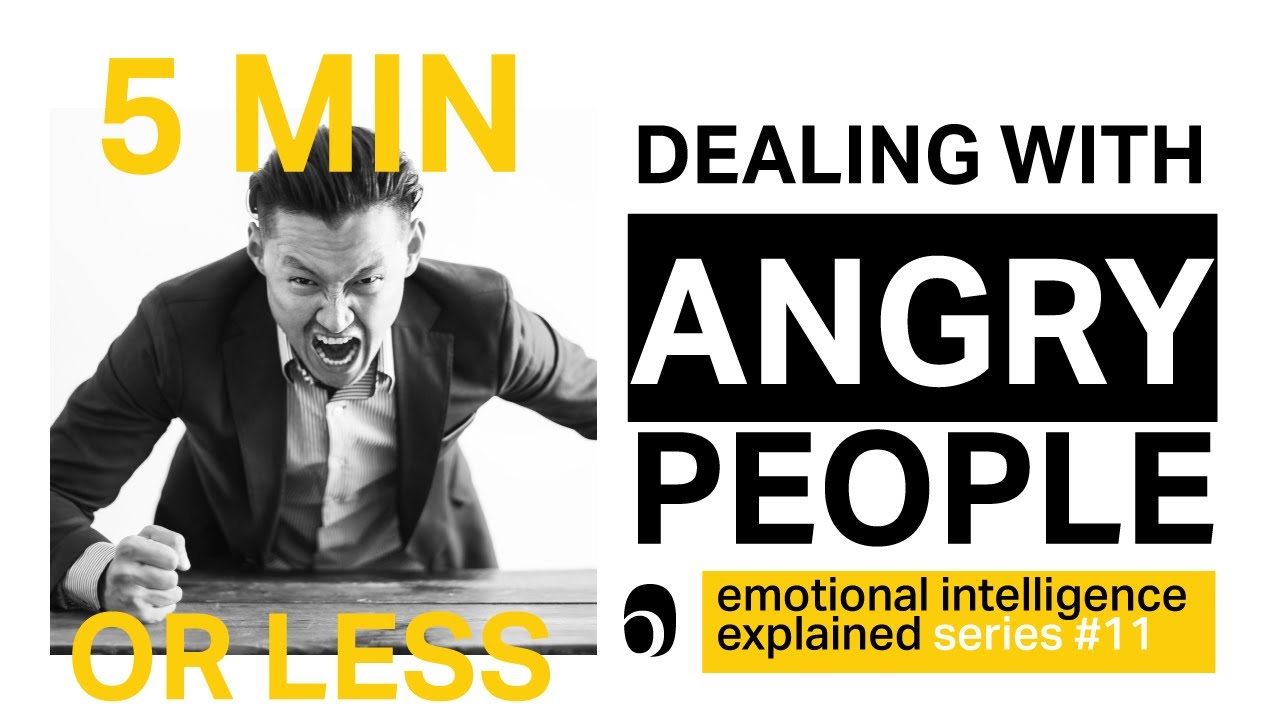 5 MIN
OR LESS
DEALING WITH
ANGRY
PEOPLE
emotional intelligence
explained series #11